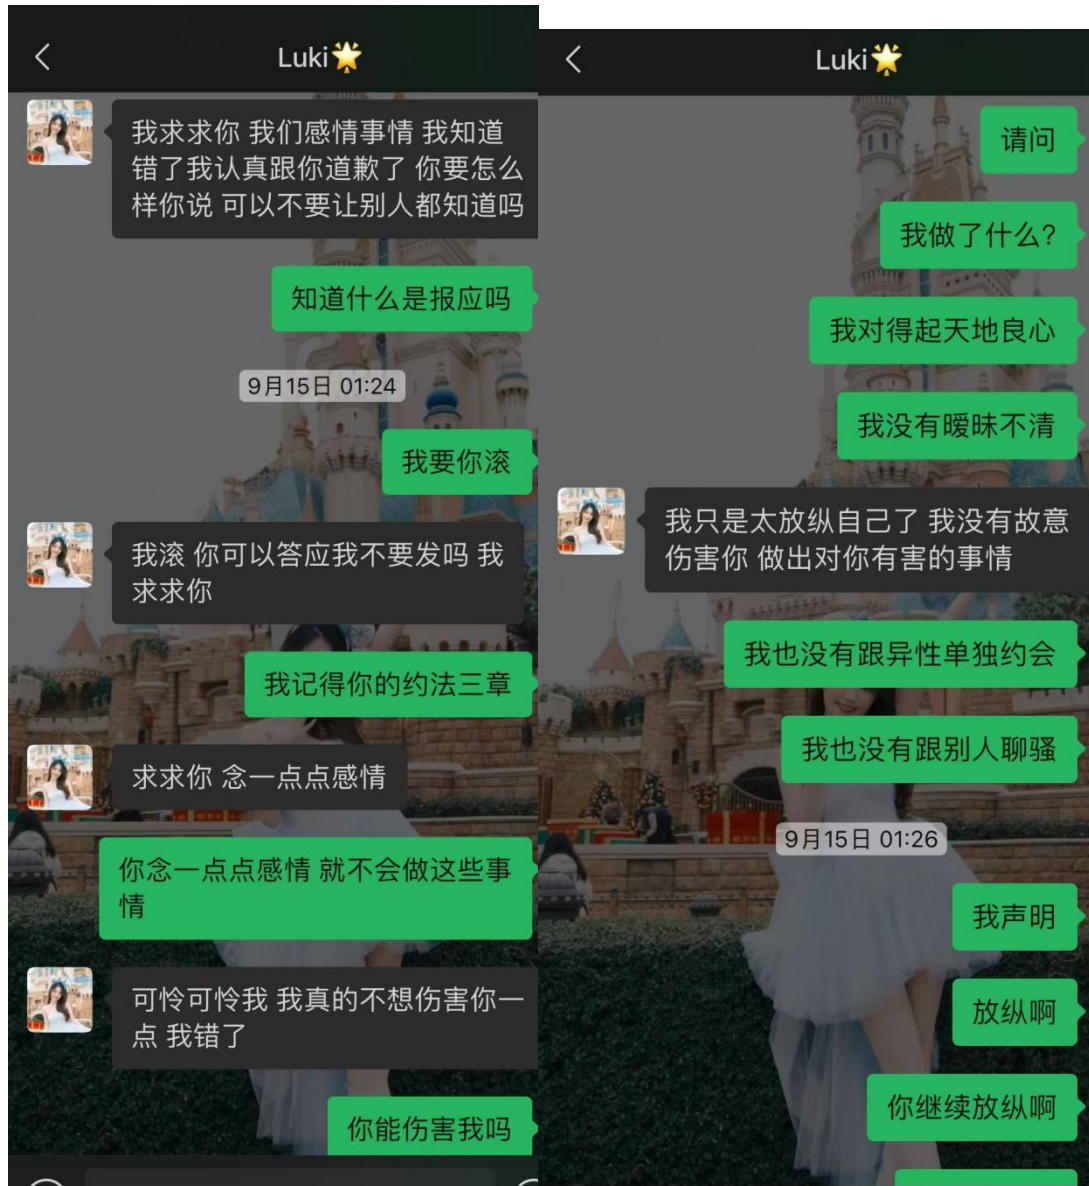 Luki🌟
我求求你 我们感情事情 我知道
错了我认真跟你道歉了 你要怎么
样你说 可以不要让别人都知道吗
知道什么是报应吗
9月15日 01:24
我要你滚
我滚 你可以答应我不要发吗 我
求求你
我记得你的约法三章
求求你 念一点点感情
你念一点点感情 就不会做这些事
情
可怜可怜我 我真的不想伤害你一
点 我错了
你能伤害我吗
Luki🌟
请问
我做了什么?
我对得起天地良心
我没有暧昧不清
我只是太放纵自己了 我没有故意
伤害你 做出对你有害的事情
我也没有跟异性单独约会
我也没有跟别人聊骚
9月15日 01:26
我声明
放纵啊
你继续放纵啊